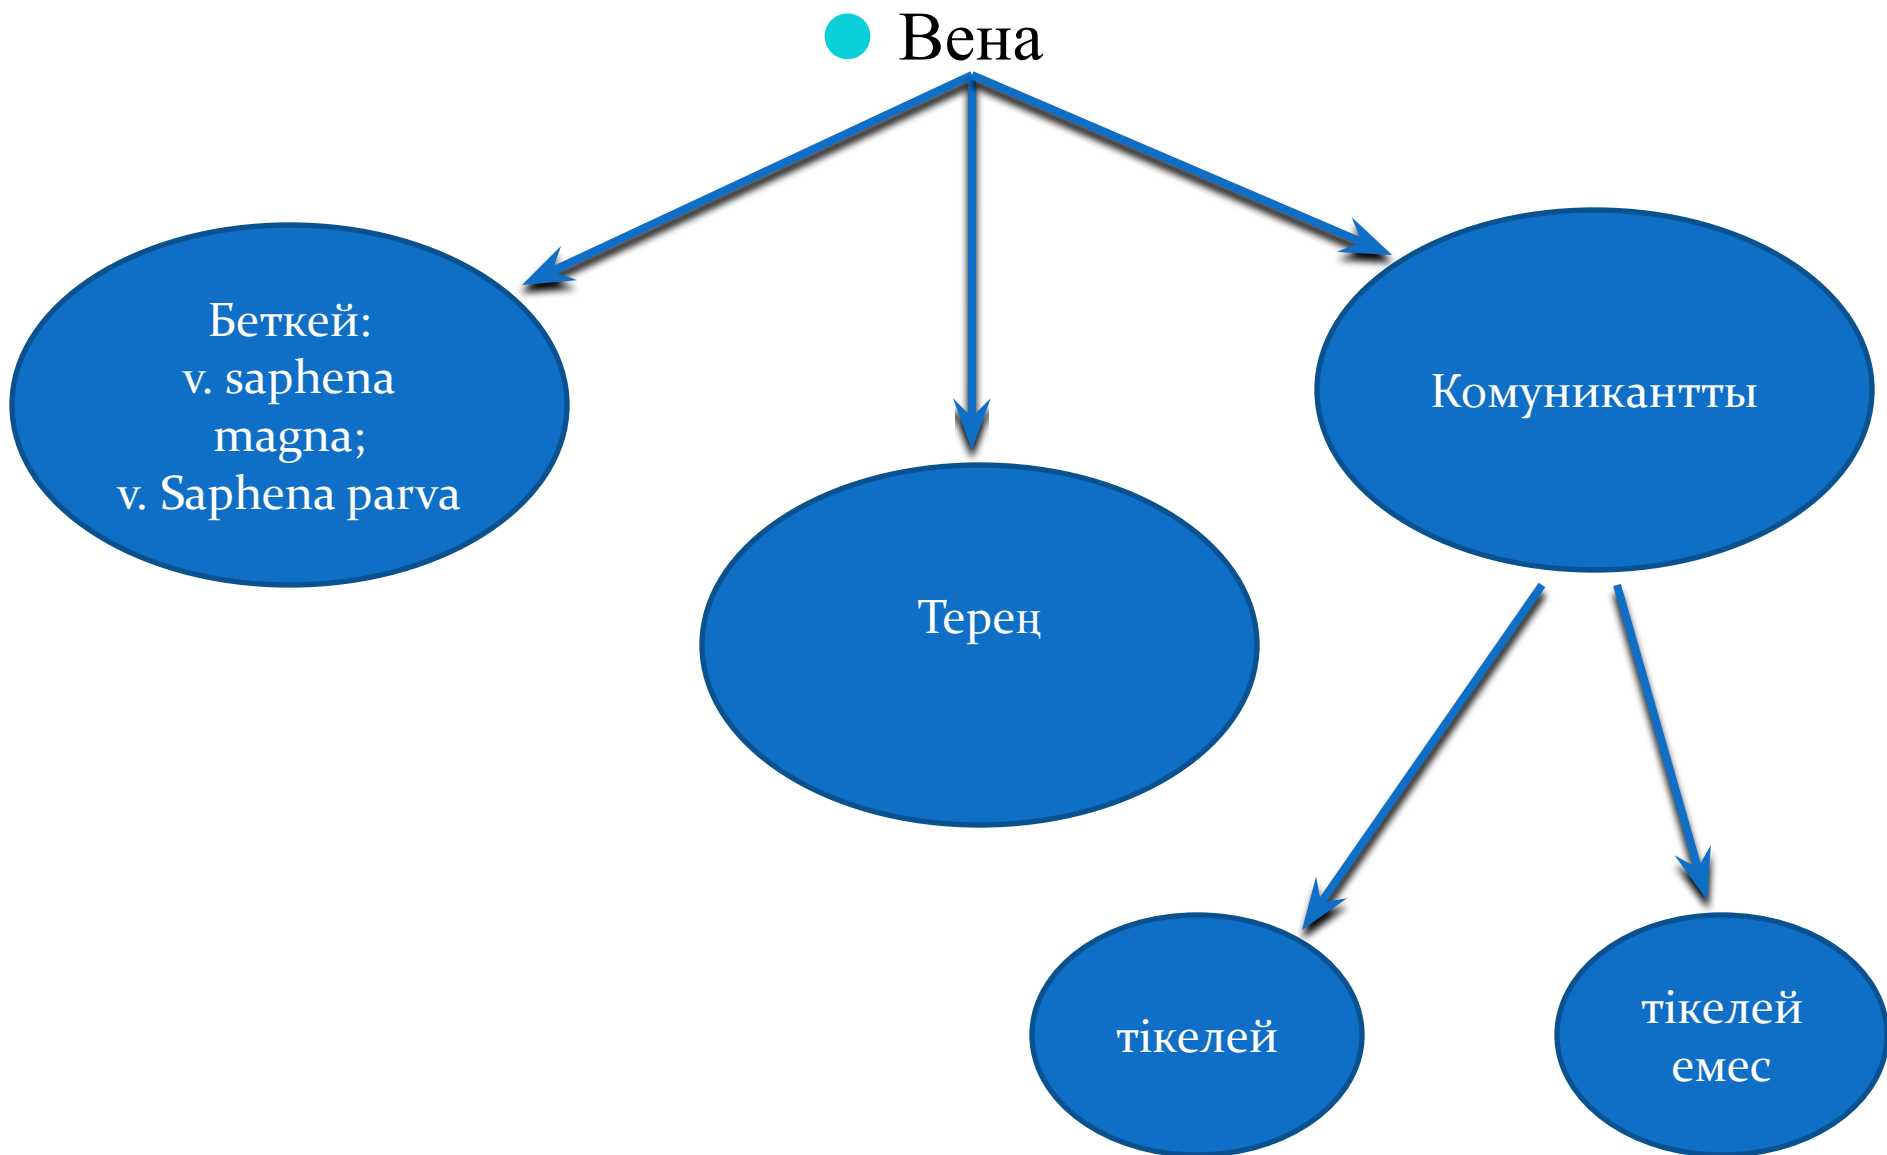 Вена
Беткей:
v. saphena
magna;
v. Saphena parva
Комуникантты
Терең
тікелей
тікелей
емес